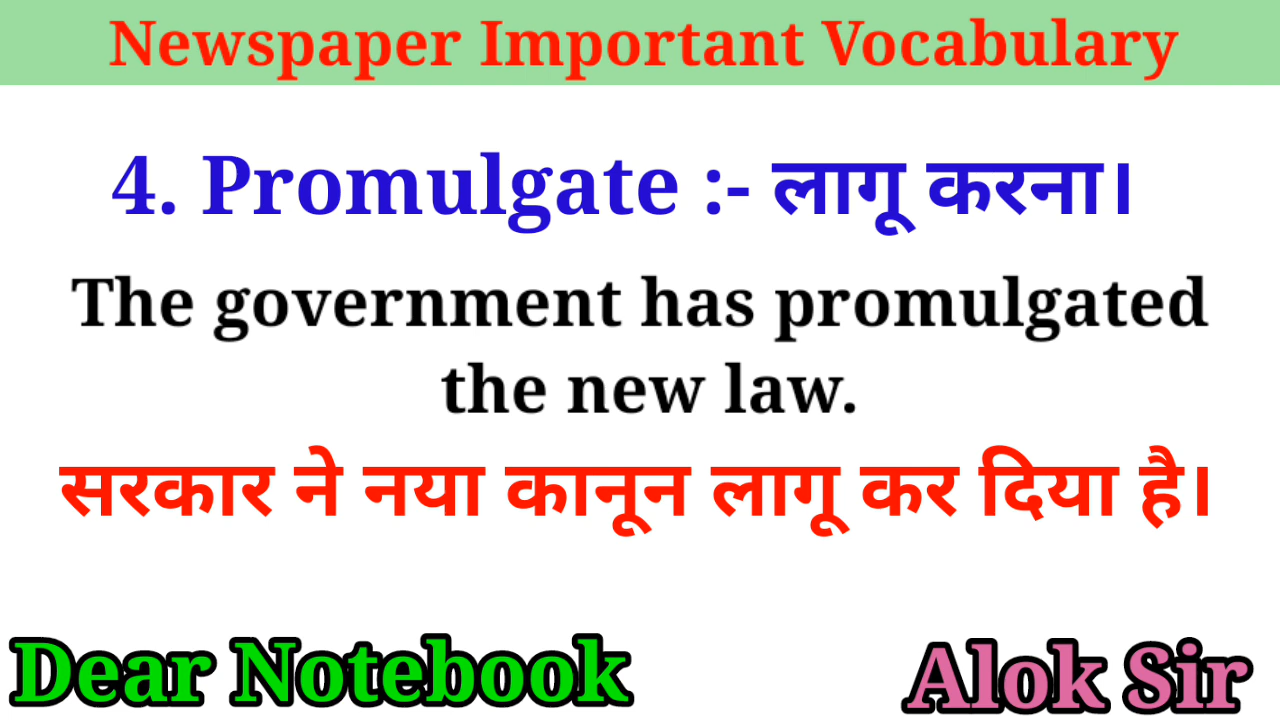 Newspaper Important Vocabulary
4. Promulgate :- लागू करना।
The government has promulgated
the new law.
सरकार ने नया कानून लागू कर दिया है।
Dear Notebook
Alok Sir